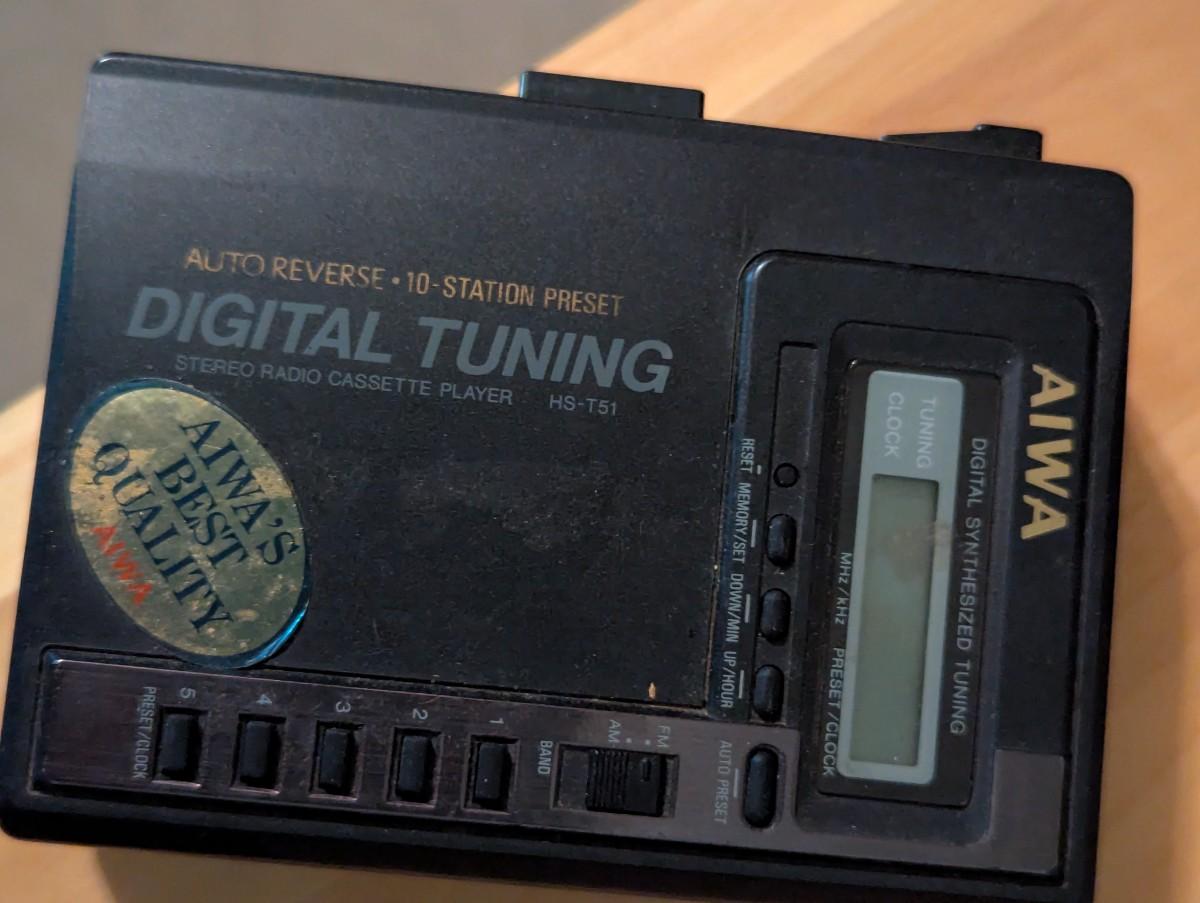 AUTO REVERSE • 10-STATION PRESET
DIGITAL TUNING
STEREO RADIO CASSETTE PLAYER HS-T51
AIWA'S
BEST
QUALITY
AIWA
AIWA
DIGITAL SYNTHESIZED TUNING
TUNING
CLOCK
MHz/kHz PRESET/CLOCK
RESET MEMORY/SET DOWN/MIN UP/HOUR
AUTO PRESET
FM
AM
BAND
1
2
3
4
5
PRESET/CLOCK